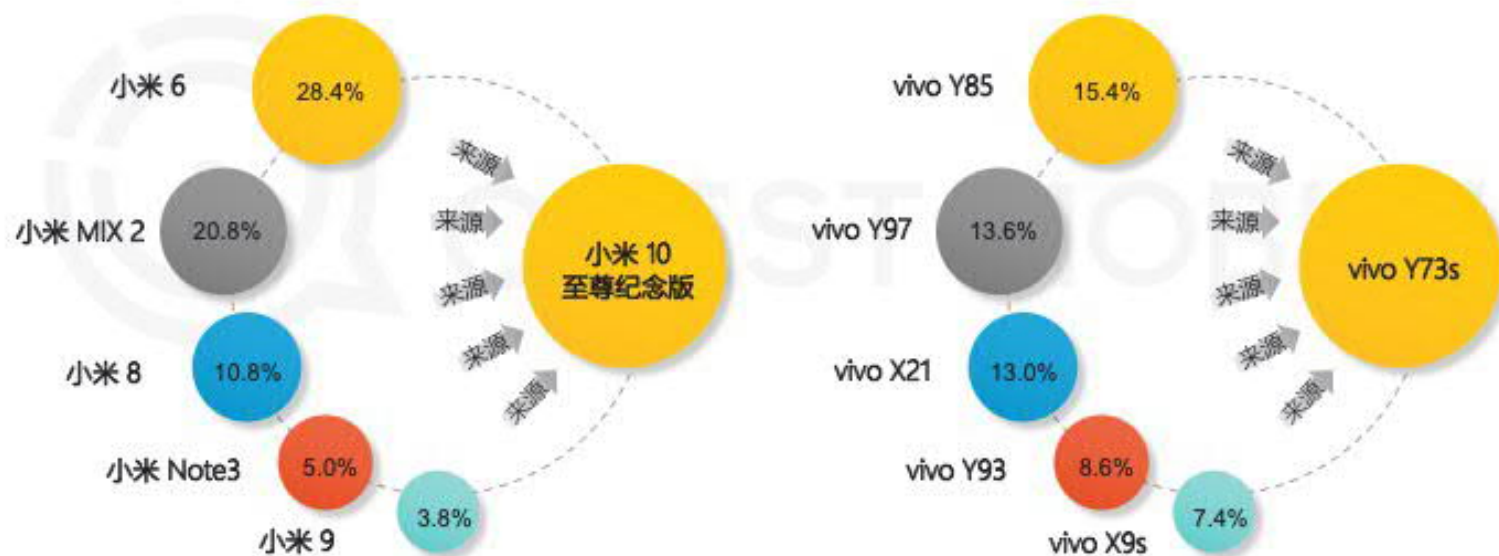 小米 6
28.4%
小米 MIX 2
20.8%
小米 8
10.8%
小米 Note3
5.0%
小米 9
3.8%
来源
来源
来源
来源
来源
小米 10
至尊纪念版
vivo Y85
15.4%
vivo Y97
13.6%
vivo X21
13.0%
vivo Y93
8.6%
vivo X9s
7.4%
来源
来源
来源
来源
来源
vivo Y73s